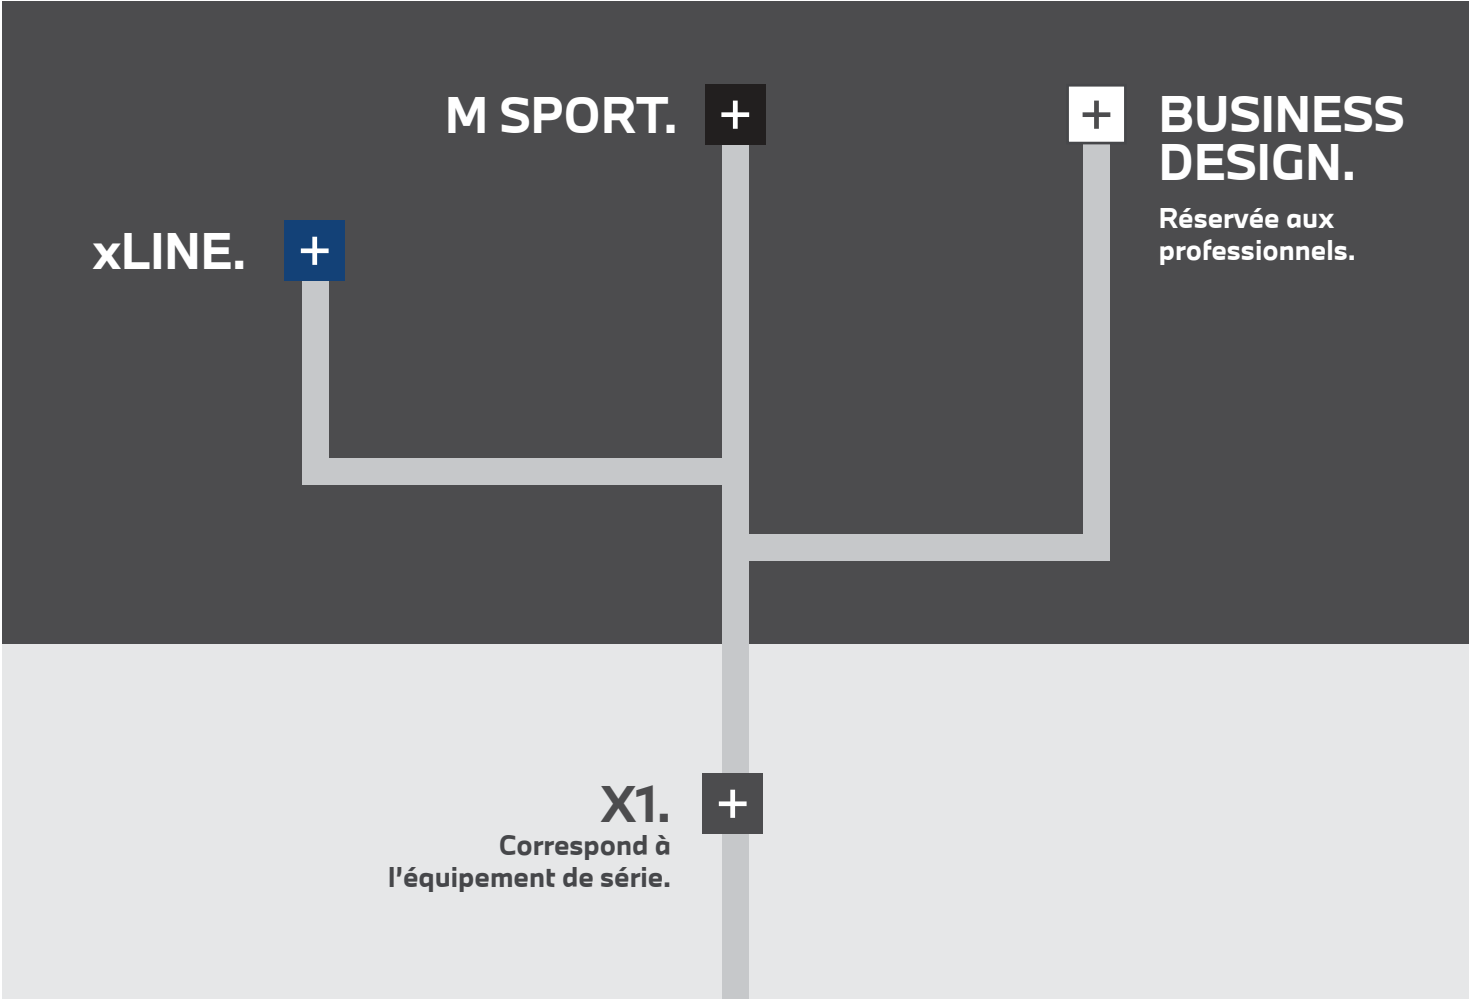 M SPORT.
BUSINESS
DESIGN.
Réservée aux
professionnels.
xLINE.
X1.
Correspond à
l'équipement de série.